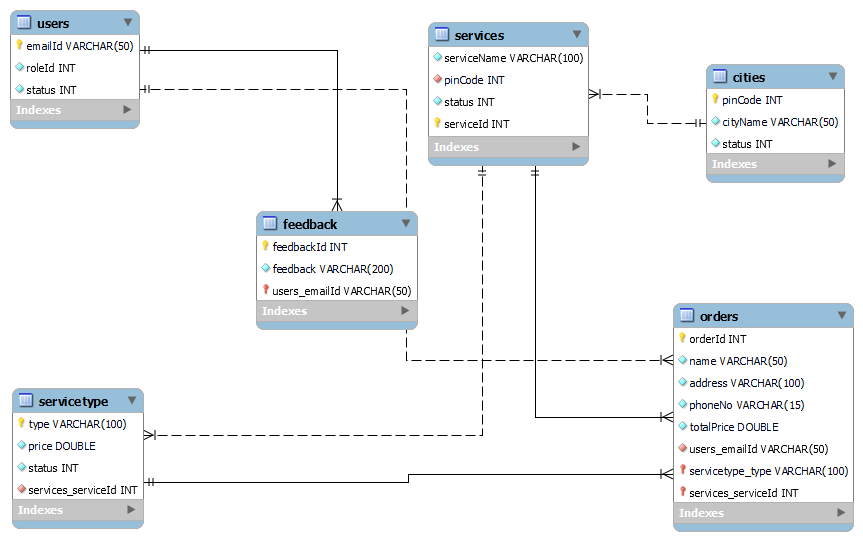 users
emailId VARCHAR(50)
roleId INT
status INT
Indexes
services
serviceName VARCHAR(100)
pinCode INT
status INT
serviceId INT
Indexes
cities
pinCode INT
cityName VARCHAR(50)
status INT
Indexes
feedback
feedbackId INT
feedback VARCHAR(200)
users_emailId VARCHAR(50)
Indexes
orders
orderId INT
name VARCHAR(50)
address VARCHAR(100)
phoneNo VARCHAR(15)
totalPrice DOUBLE
users_emailId VARCHAR(50)
servicetype_type VARCHAR(100)
services_serviceId INT
Indexes
servicetype
type VARCHAR(100)
price DOUBLE
status INT
services_serviceId INT
Indexes